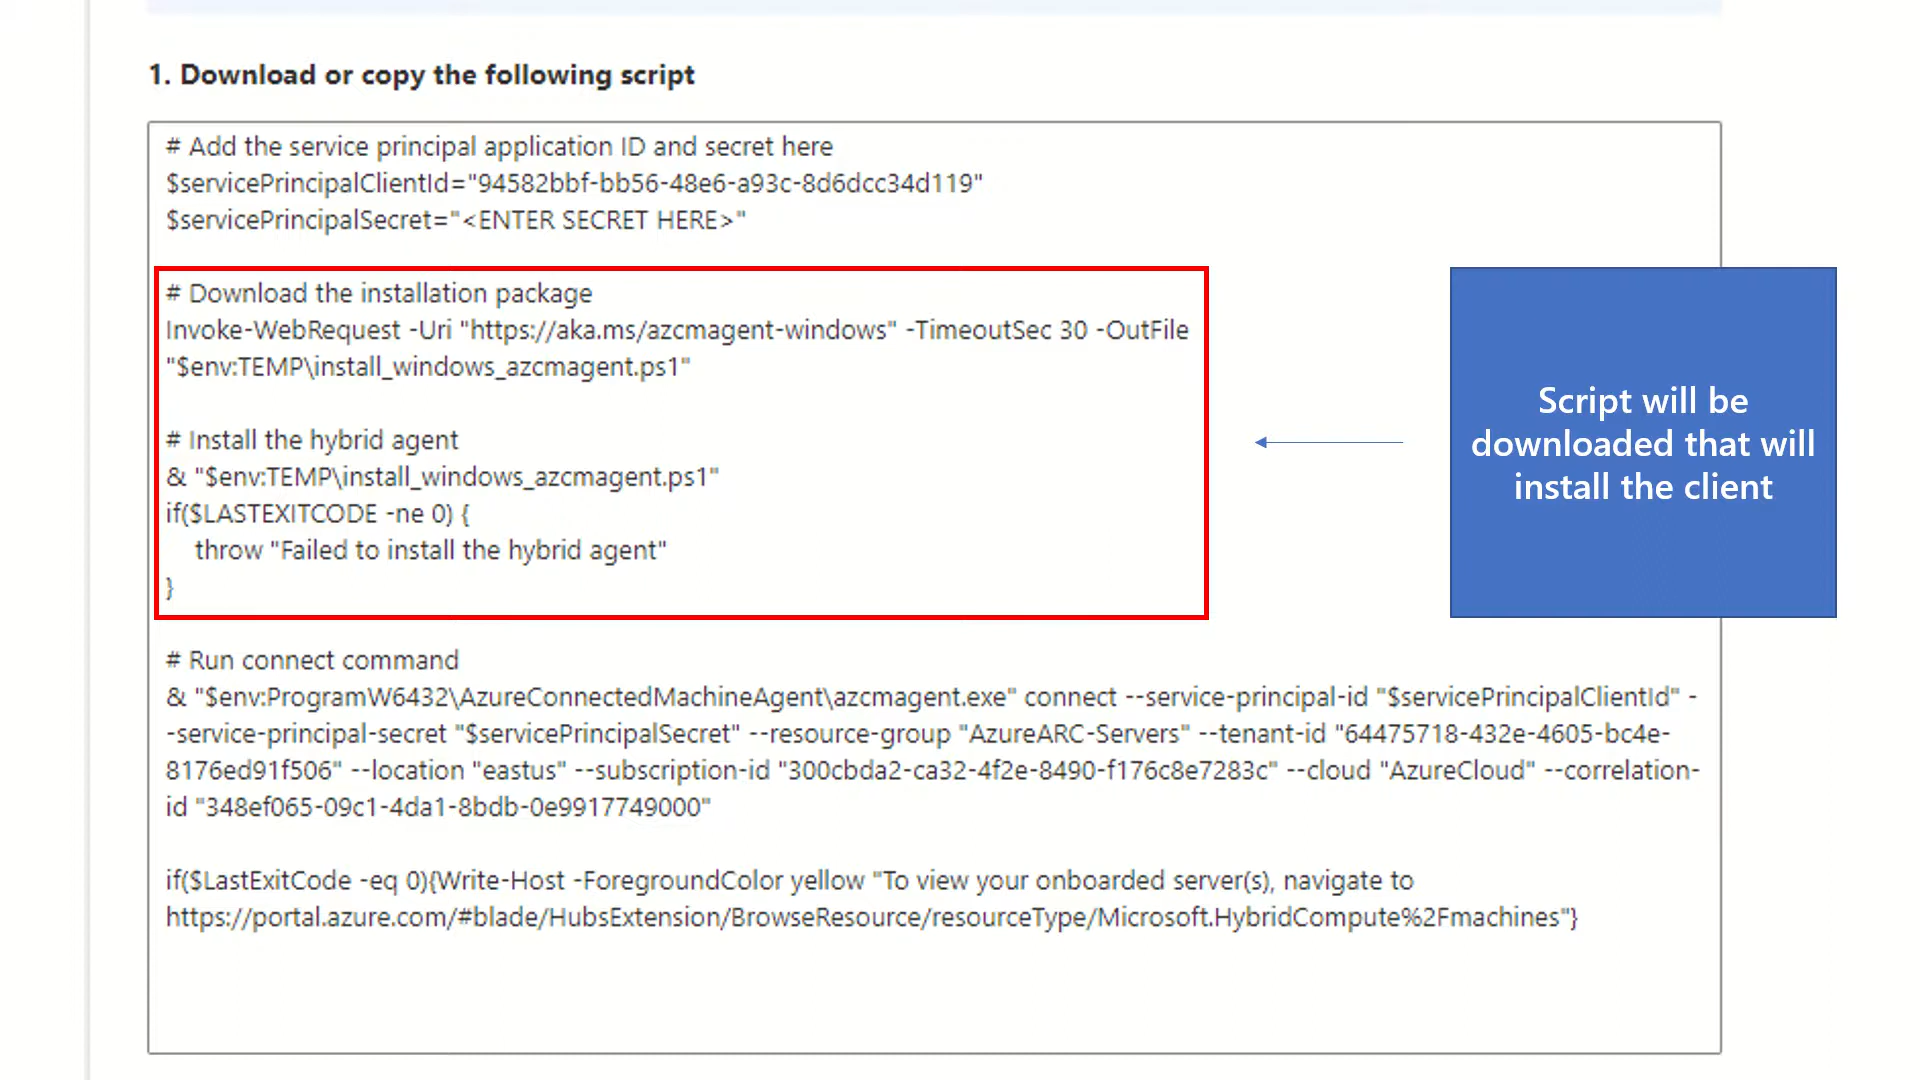 1. Download or copy the following script
# Add the service principal application ID and secret here
$servicePrincipalClientId="94582bbf-bb56-48e6-a93c-8d6dcc34d119"
$servicePrincipalSecret="<ENTER SECRET HERE>"
# Download the installation package
Invoke-WebRequest -Uri "https://aka.ms/azcmagent-windows" -TimeoutSec 30 -OutFile
"$env:TEMP\install_windows_azcmagent.ps1"
# Install the hybrid agent
& "$env:TEMP\install_windows_azcmagent.ps1"
if($LASTEXITCODE -ne 0) {
throw "Failed to install the hybrid agent"
}
Script will be
downloaded that will
install the client
# Run connect command
& "$env:ProgramW6432\AzureConnectedMachineAgent\azcmagent.exe" connect --service-principal-id "$servicePrincipalClientId" -
-service-principal-secret "$servicePrincipalSecret" --resource-group "AzureARC-Servers" --tenant-id "64475718-432e-4605-bc4e-
8176ed91f506" --location "eastus" --subscription-id "300cbda2-ca32-4f2e-8490-f176c8e7283c" --cloud "AzureCloud" --correlation-
id "348ef065-09c1-4da1-8bdb-0e9917749000"
if($LastExitCode -eq 0){Write-Host -ForegroundColor yellow "To view your onboarded server(s), navigate to
https://portal.azure.com/#blade/HubsExtension/BrowseResource/resourceType/Microsoft.HybridCompute%2Fmachines"}